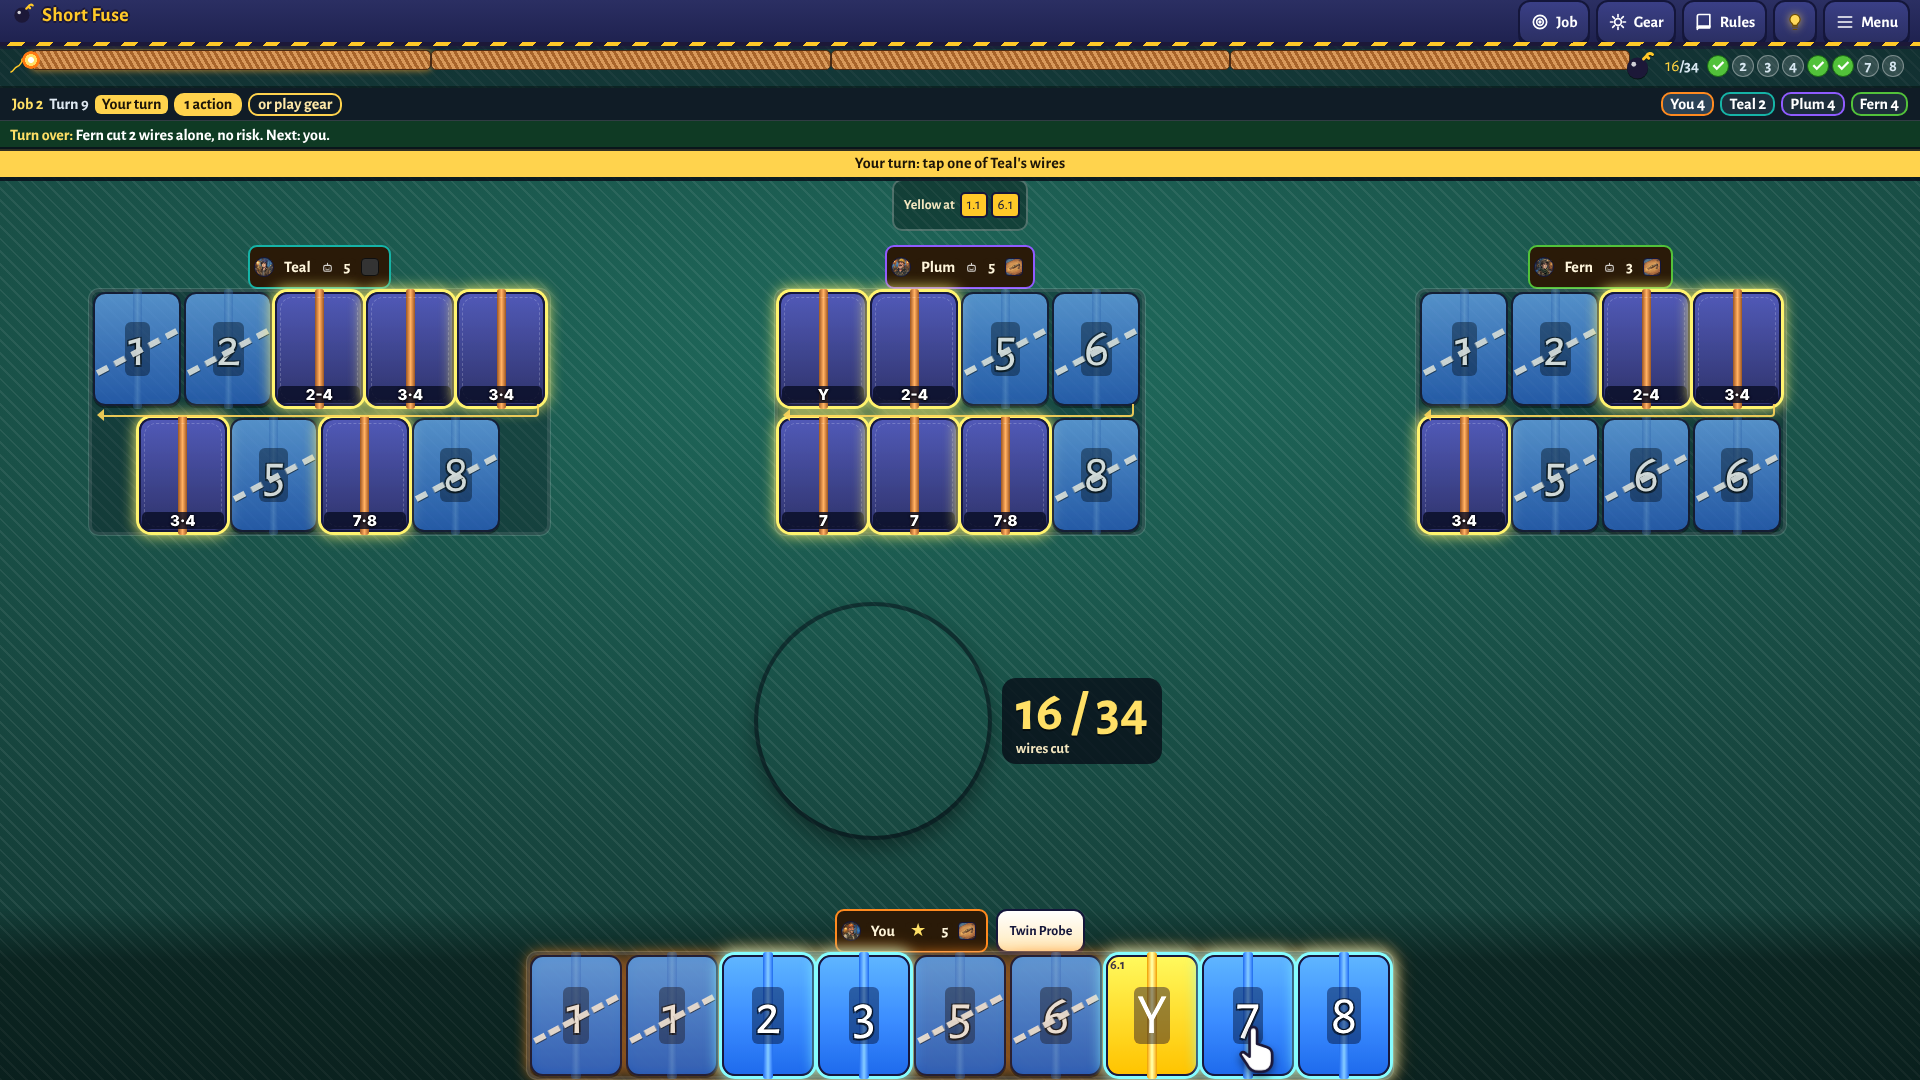 Short Fuse
Job
Gear
Rules
Menu
16/34
2 3 4 7 8
Job 2 Turn 9 Your turn 1 action or play gear
You 4 Teal 2 Plum 4 Fern 4
Turn over: Fern cut 2 wires alone, no risk. Next: you.
Your turn: tap one of Teal's wires
Yellow at 1.1 6.1
Teal 5
Plum 5
Fern 3
1 2 2-4 3·4 3·4
3·4 5 7·8 8
Y 2-4 5 6
7 7 7·8 8
1 2 2-4 3·4
3·4 5 6 6
16/34
wires cut
You 5
Twin Probe
1 1 2 3 5 6 6.1 Y 7 8